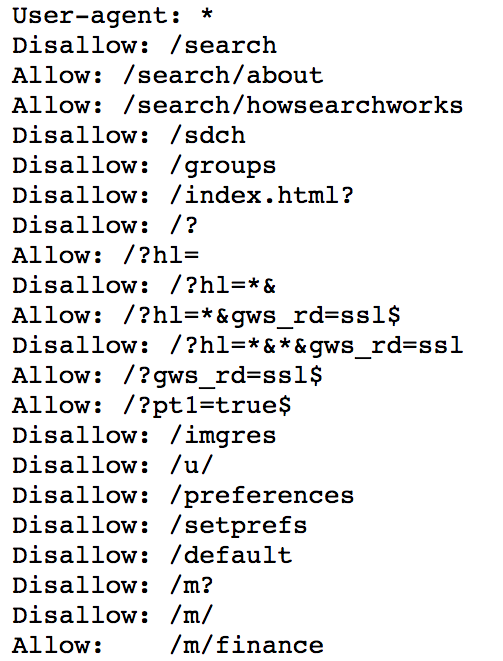 User-agent: *
Disallow: /search
Allow: /search/about
Allow: /search/howsearchworks
Disallow: /sdch
Disallow: /groups
Disallow: /index.html?
Disallow: /?
Allow: /?hl=
Disallow: /?hl=*&
Allow: /?hl=*&gws_rd=ssl$
Disallow: /?hl=*&*&gws_rd=ssl
Allow: /?gws_rd=ssl$
Allow: /?pt1=true$
Disallow: /imgres
Disallow: /u/
Disallow: /preferences
Disallow: /setprefs
Disallow: /default
Disallow: /m?
Disallow: /m/
Allow:    /m/finance